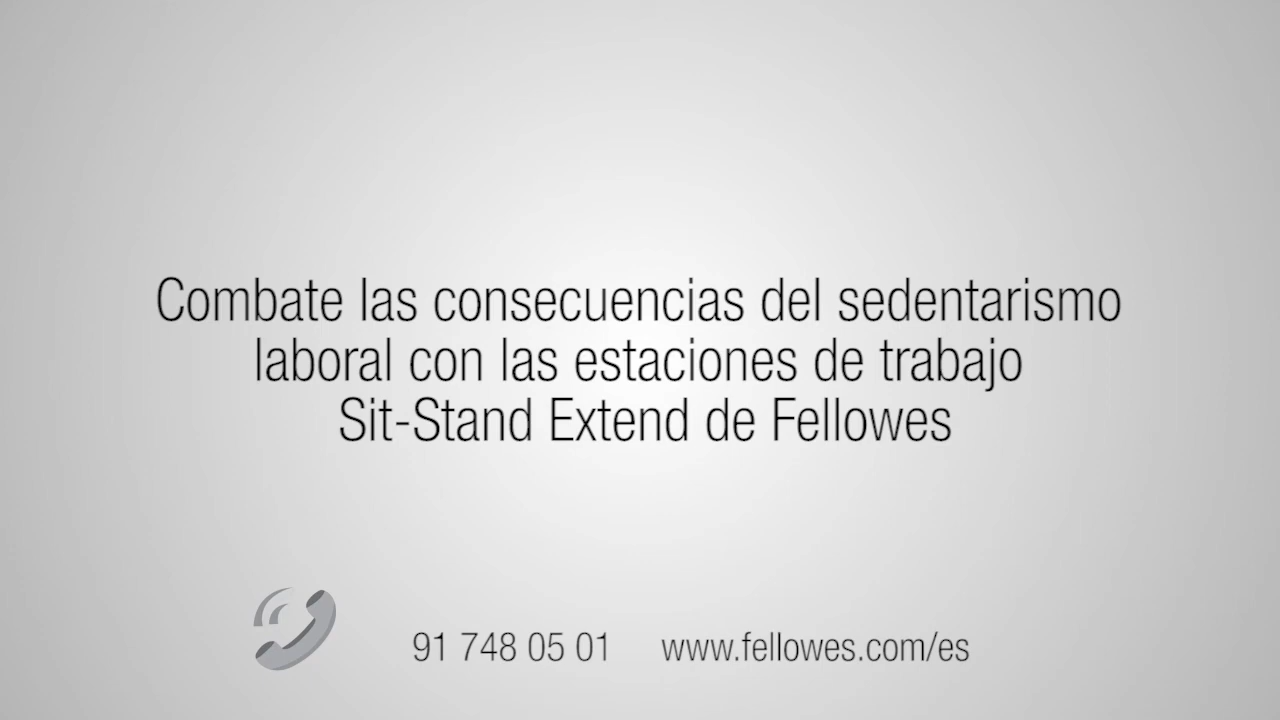 Combate las consecuencias del sedentarismo
laboral con las estaciones de trabajo
Sit-Stand Extend de Fellowes
91 748 05 01 www.fellowes.com/es